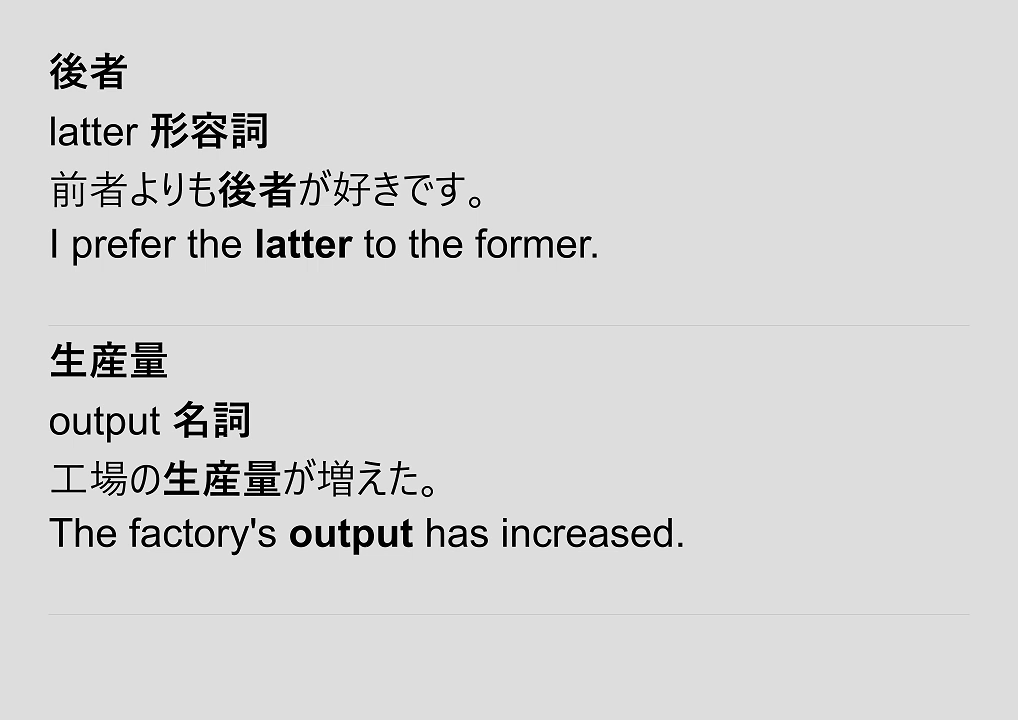 後者
latter 形容詞
前者よりも後者が好きです。
I prefer the latter to the former.
生産量
output 名詞
工場の生産量が増えた。
The factory's output has increased.